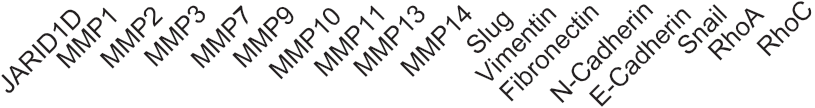 JARID1D
MMP1
MMP2
MMP3
MMP7
MMP9
MMP10
MMP11
MMP13
MMP14
Slug
Vimentin
Fibronectin
N-Cadherin
E-Cadherin
Snail
RhoA
RhoC